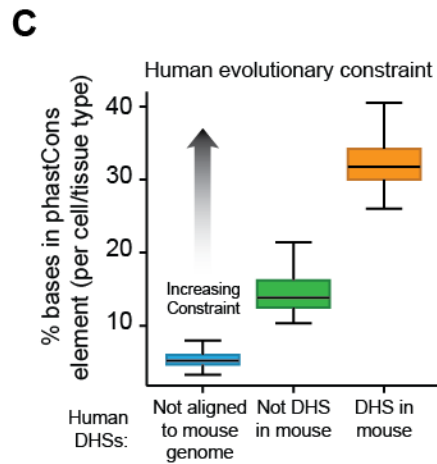 C
Human evolutionary constraint
% bases in phastCons
element (per cell/tissue type)
40
30
20
10
Increasing
Constraint
Human
DHSs:
Not aligned
to mouse
genome
Not DHS
in mouse
DHS in
mouse